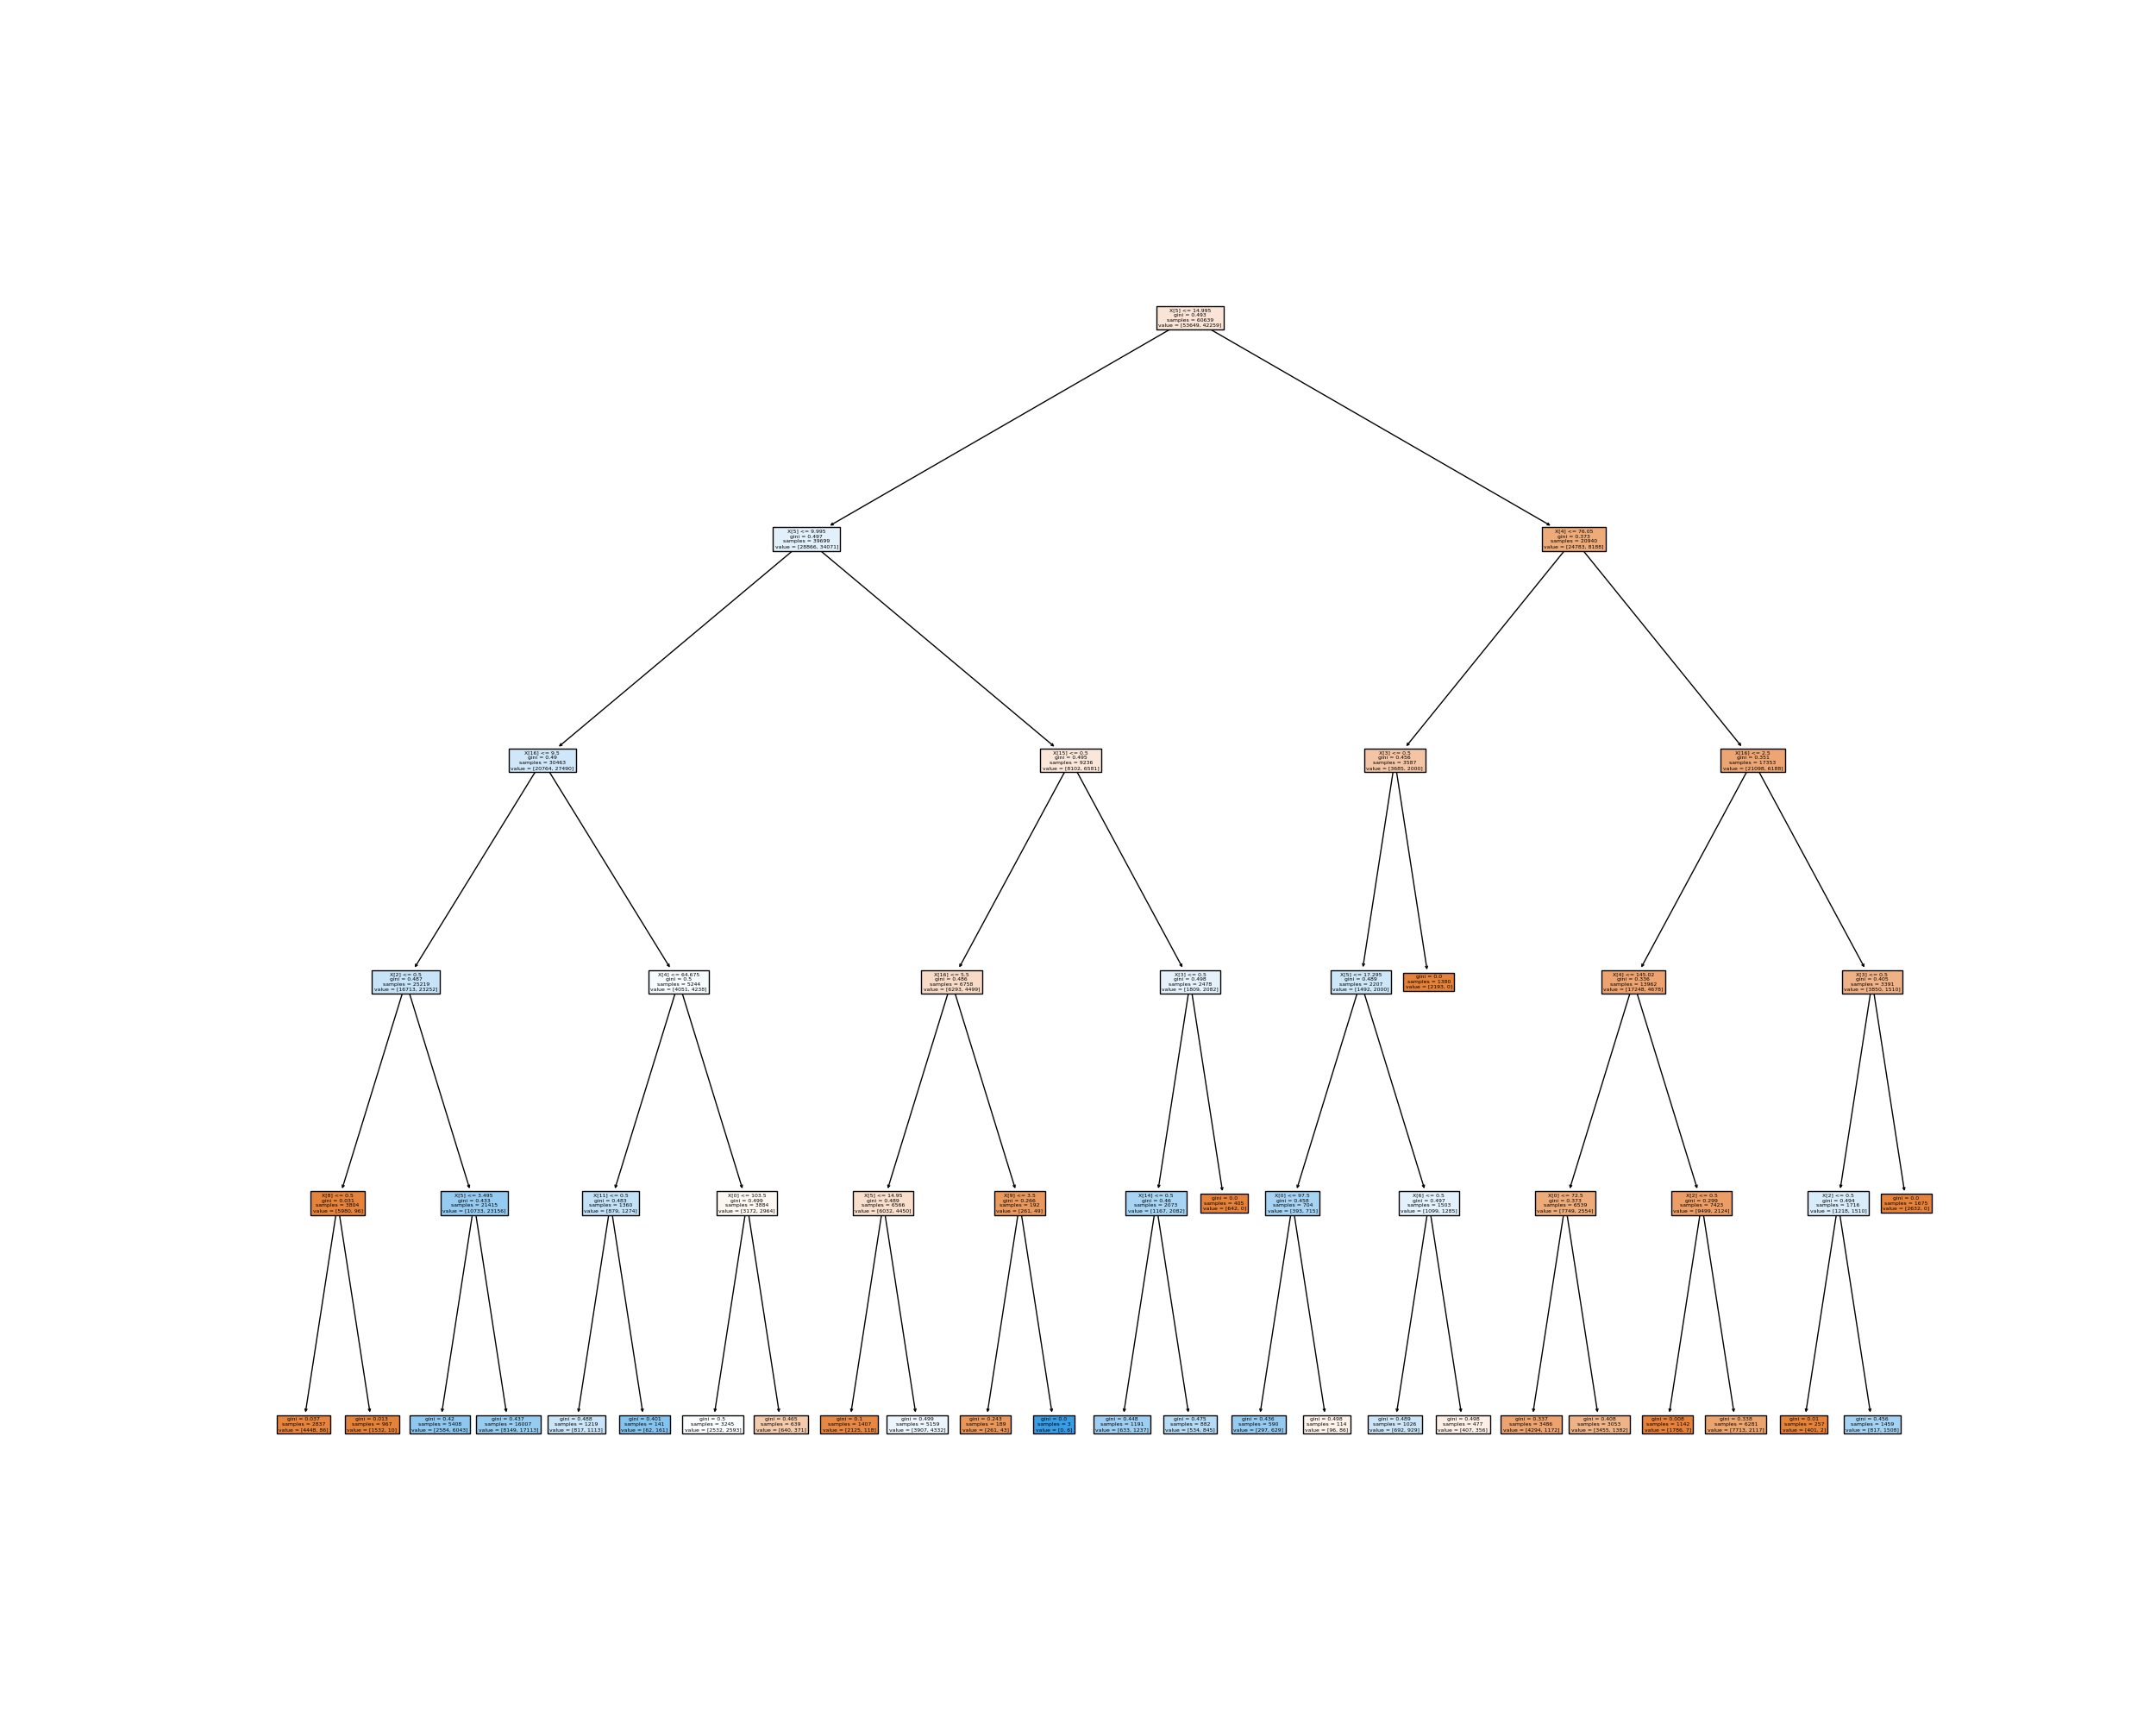 X[5] <= 14.995
gini = 0.493
samples = 60639
value = [53649, 42259]
X[5] <= 9.995
gini = 0.497
samples = 39699
value = [28866, 34071]
X[4] <= 76.05
gini = 0.373
samples = 20940
value = [24783, 8188]
X[16] <= 9.5
gini = 0.49
samples = 30463
value = [20764, 27490]
X[15] <= 0.5
gini = 0.495
samples = 9236
value = [8102, 6581]
X[3] <= 0.5
gini = 0.456
samples = 3587
value = [3685, 2000]
X[16] <= 2.5
gini = 0.351
samples = 17353
value = [21098, 6188]
X[2] <= 0.5
gini = 0.487
samples = 25219
value = [16713, 23252]
X[4] <= 64.675
gini = 0.5
samples = 5244
value = [4051, 4238]
X[16] <= 5.5
gini = 0.486
samples = 6758
value = [6293, 4499]
X[3] <= 0.5
gini = 0.498
samples = 2478
value = [1809, 2082]
X[5] <= 17.295
gini = 0.489
samples = 2207
value = [1492, 2000]
gini = 0.0
samples = 1380
value = [2193, 0]
X[4] <= 145.02
gini = 0.336
samples = 13962
value = [17248, 4678]
X[3] <= 0.5
gini = 0.405
samples = 3391
value = [3850, 1510]
X[8] <= 0.5
gini = 0.031
samples = 3804
value = [5980, 96]
X[5] <= 3.495
gini = 0.433
samples = 21415
value = [10733, 23156]
X[11] <= 0.5
gini = 0.483
samples = 1360
value = [879, 1274]
X[0] <= 103.5
gini = 0.499
samples = 3884
value = [3172, 2964]
X[5] <= 14.95
gini = 0.489
samples = 6566
value = [6032, 4450]
X[9] <= 3.5
gini = 0.266
samples = 192
value = [261, 49]
X[14] <= 0.5
gini = 0.46
samples = 2073
value = [1167, 2082]
gini = 0.0
samples = 405
value = [642, 0]
X[0] <= 97.5
gini = 0.458
samples = 704
value = [393, 715]
X[6] <= 0.5
gini = 0.497
samples = 1503
value = [1099, 1285]
X[0] <= 72.5
gini = 0.373
samples = 6539
value = [7749, 2554]
X[2] <= 0.5
gini = 0.299
samples = 7423
value = [9499, 2124]
X[2] <= 0.5
gini = 0.494
samples = 1716
value = [1218, 1510]
gini = 0.0
samples = 1675
value = [2632, 0]
gini = 0.037
samples = 2837
value = [4448, 86]
gini = 0.013
samples = 967
value = [1532, 10]
gini = 0.42
samples = 5408
value = [2584, 6043]
gini = 0.437
samples = 16007
value = [8149, 17113]
gini = 0.488
samples = 1219
value = [817, 1113]
gini = 0.401
samples = 141
value = [62, 161]
gini = 0.5
samples = 3245
value = [2532, 2593]
gini = 0.465
samples = 639
value = [640, 371]
gini = 0.1
samples = 1407
value = [2125, 118]
gini = 0.499
samples = 5159
value = [3907, 4332]
gini = 0.243
samples = 189
value = [261, 43]
gini = 0.0
samples = 3
value = [0, 6]
gini = 0.448
samples = 1191
value = [633, 1237]
gini = 0.475
samples = 882
value = [534, 845]
gini = 0.436
samples = 590
value = [297, 629]
gini = 0.498
samples = 114
value = [96, 86]
gini = 0.489
samples = 1026
value = [692, 929]
gini = 0.498
samples = 477
value = [407, 356]
gini = 0.337
samples = 3486
value = [4294, 1172]
gini = 0.408
samples = 3053
value = [3455, 1382]
gini = 0.008
samples = 1142
value = [1786, 7]
gini = 0.338
samples = 6281
value = [7713, 2117]
gini = 0.01
samples = 257
value = [401, 2]
gini = 0.456
samples = 1459
value = [817, 1508]